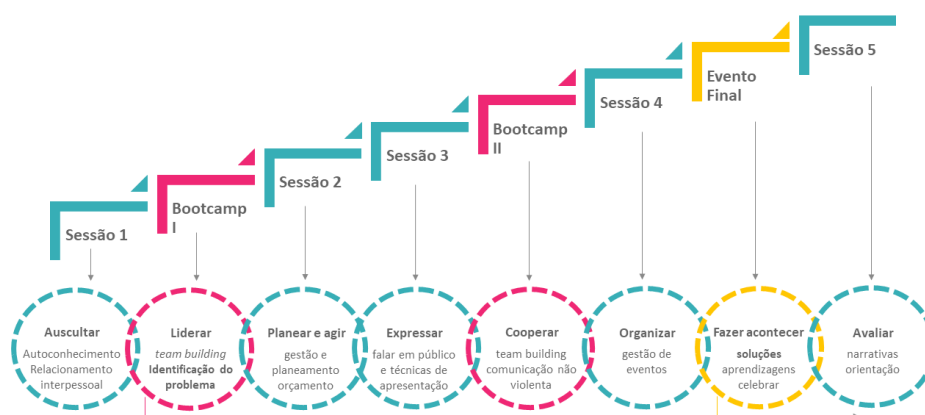 Sessão 1
Bootcamp
I
Sessão 2
Sessão 3
Bootcamp
II
Sessão 4
Evento
Final
Sessão 5
Auscultar
Autoconhecimento
Relacionamento
interpessoal
Liderar
team building
Identificação do
problema
Planear e agir
gestão e
planeamento
orçamento
Expressar
falar em público
e técnicas de
apresentação
Cooperar
team building
comunicação não
violenta
Organizar
gestão de
eventos
Fazer acontecer
soluções
aprendizagens
celebrar
Avaliar
narrativas
orientação